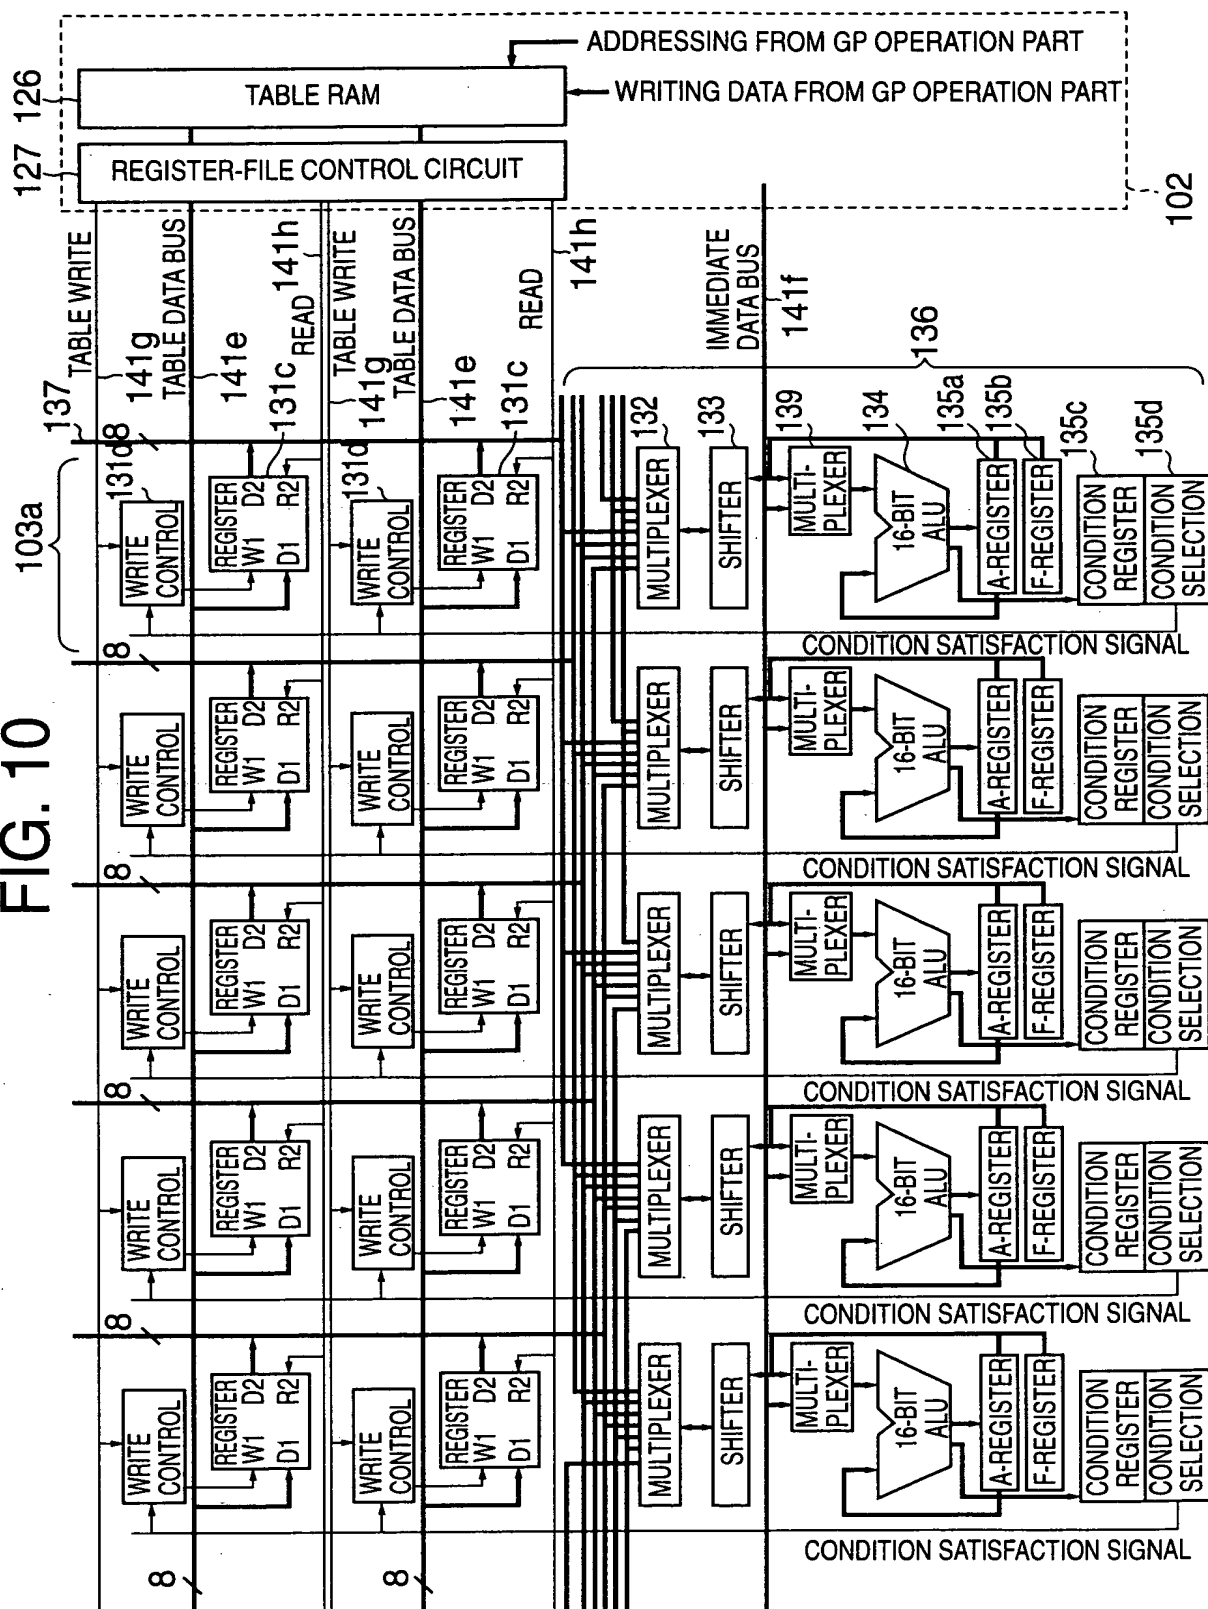 FIG. 10
102
126
TABLE RAM
ADDRESSING FROM GP OPERATION PART
WRITING DATA FROM GP OPERATION PART
127
REGISTER-FILE CONTROL CIRCUIT
TABLE WRITE
141g
TABLE DATA BUS
141e
131c
READ
141h
TABLE WRITE
141g
TABLE DATA BUS
141e
131c
READ
141h
IMMEDIATE
DATA BUS
141f
136
137
103a
131d
131d
132
133
139
134
135a
135b
135c
135d
8
WRITE
CONTROL
REGISTER
W1 D2
D1 R2
WRITE
CONTROL
REGISTER
W1 D2
D1 R2
MULTIPLEXER
SHIFTER
MULTI-
PLEXER
16-BIT
ALU
A-REGISTER
F-REGISTER
CONDITION
REGISTER
CONDITION
SELECTION
CONDITION SATISFACTION SIGNAL
8
WRITE
CONTROL
REGISTER
W1 D2
D1 R2
WRITE
CONTROL
REGISTER
W1 D2
D1 R2
MULTIPLEXER
SHIFTER
MULTI-
PLEXER
16-BIT
ALU
A-REGISTER
F-REGISTER
CONDITION
REGISTER
CONDITION
SELECTION
CONDITION SATISFACTION SIGNAL
8
WRITE
CONTROL
REGISTER
W1 D2
D1 R2
WRITE
CONTROL
REGISTER
W1 D2
D1 R2
MULTIPLEXER
SHIFTER
MULTI-
PLEXER
16-BIT
ALU
A-REGISTER
F-REGISTER
CONDITION
REGISTER
CONDITION
SELECTION
CONDITION SATISFACTION SIGNAL
8
WRITE
CONTROL
REGISTER
W1 D2
D1 R2
WRITE
CONTROL
REGISTER
W1 D2
D1 R2
MULTIPLEXER
SHIFTER
MULTI-
PLEXER
16-BIT
ALU
A-REGISTER
F-REGISTER
CONDITION
REGISTER
CONDITION
SELECTION
CONDITION SATISFACTION SIGNAL
8
WRITE
CONTROL
REGISTER
W1 D2
D1 R2
WRITE
CONTROL
REGISTER
W1 D2
D1 R2
MULTIPLEXER
SHIFTER
MULTI-
PLEXER
16-BIT
ALU
A-REGISTER
F-REGISTER
CONDITION
REGISTER
CONDITION
SELECTION
CONDITION SATISFACTION SIGNAL
8
8